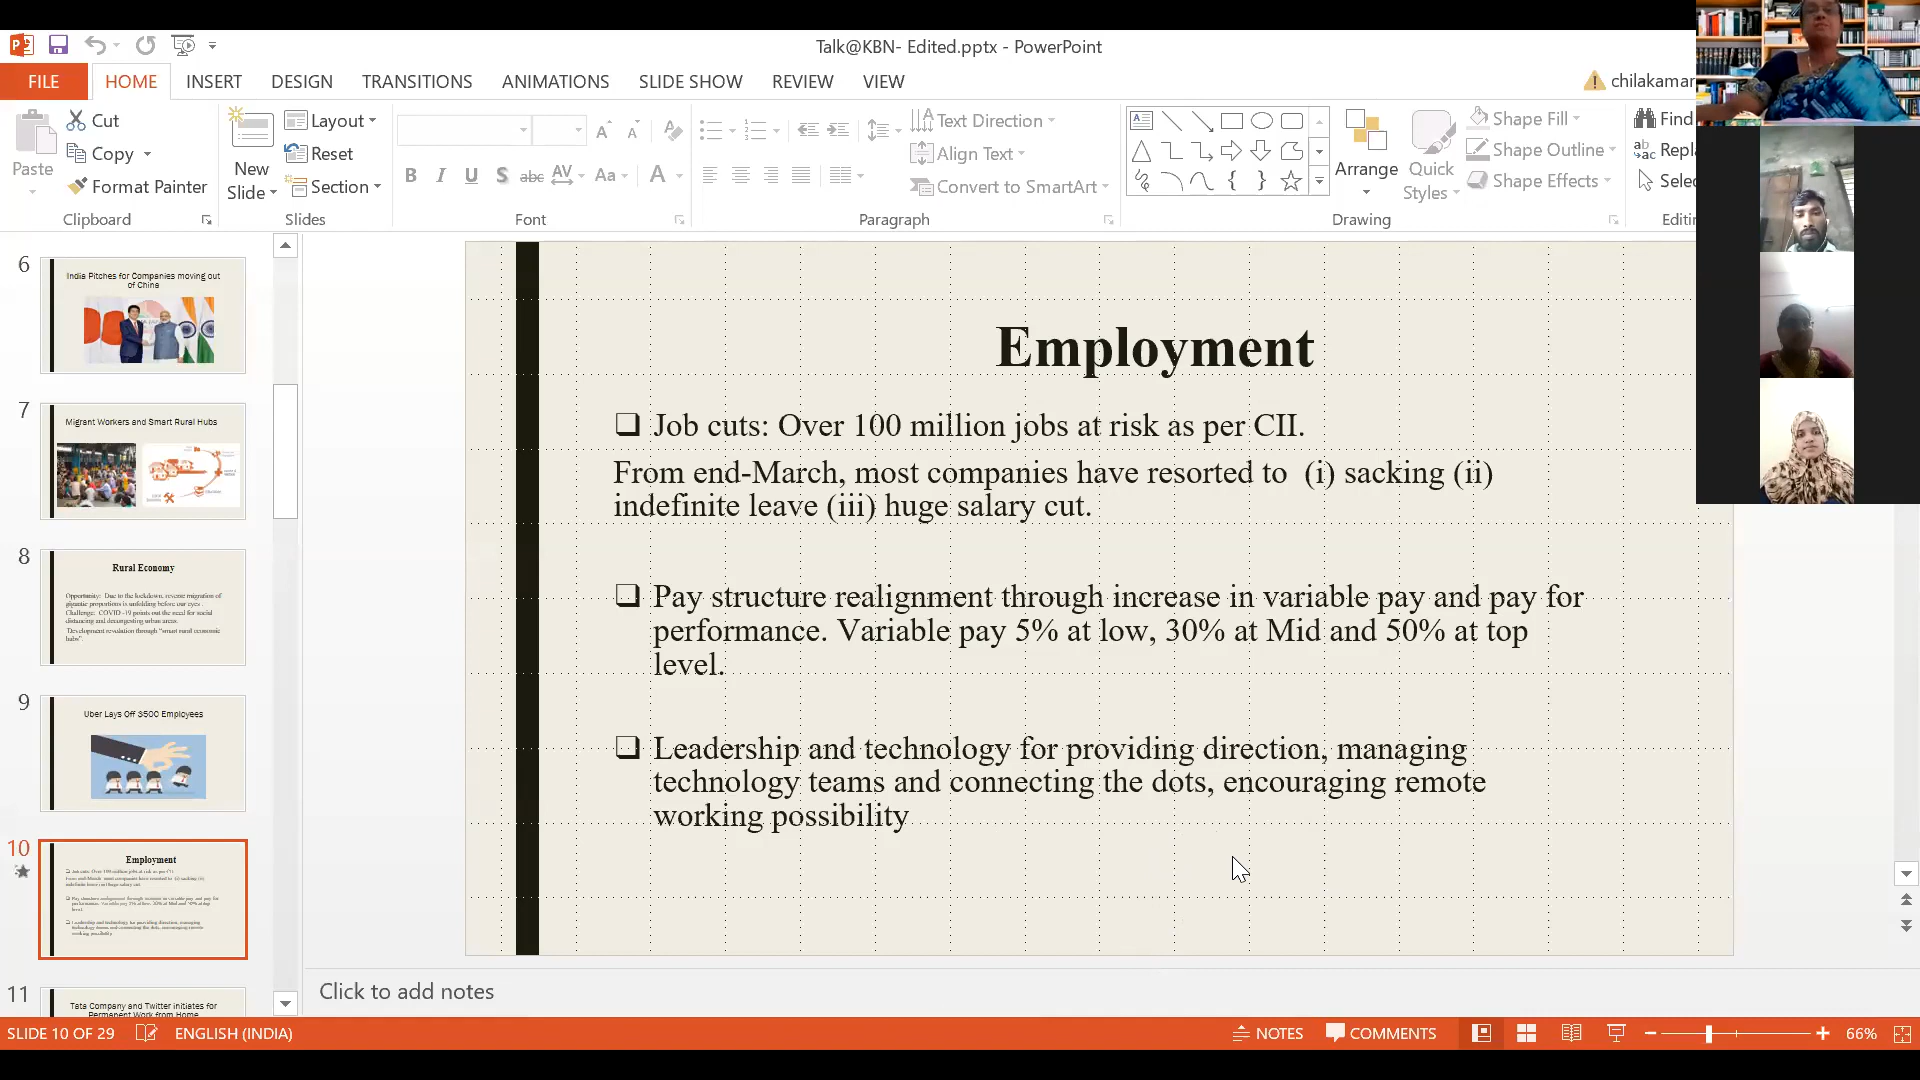 Talk@KBN- Edited.pptx - PowerPoint
FILE
HOME
INSERT
DESIGN
TRANSITIONS
ANIMATIONS
SLIDE SHOW
REVIEW
VIEW
chilakamar
Paste
Cut
Copy
Format Painter
Clipboard
New
Slide
Layout
Reset
Section
Slides
B I U S abc AV Aa A
Font
Text Direction
Align Text
Convert to SmartArt
Paragraph
Arrange
Quick
Styles
Shape Fill
Shape Outline
Shape Effects
Drawing
Find
Repla
Selec
Editin
6
India Pitches for Companies moving out
of China
7
Migrant Workers and Smart Rural Hubs
8
Rural Economy
Opportunity: Due to the lockdown, reverse migration of
gigantic proportions is unfolding before our eyes.
Challenge: COVID -19 points out the need for social
distancing and decongesting urban areas.
Development revolution through "smart rural economic
hubs".
9
Uber Lays Off 3500 Employees
10
Employment
Job cuts: Over 100 million jobs at risk as per CII.
From end-March, most companies have resorted to (i) sacking (ii)
indefinite leave (iii) huge salary cut.
Pay structure realignment through increase in variable pay and pay for
performance. Variable pay 5% at low, 30% at Mid and 50% at top
level.
Leadership and technology for providing direction, managing
technology teams and connecting the dots, encouraging remote
working possibility
11
Tata Company and Twitter initiates for
Permanent Work from Home
Employment
Job cuts: Over 100 million jobs at risk as per CII.
From end-March, most companies have resorted to (i) sacking (ii)
indefinite leave (iii) huge salary cut.
Pay structure realignment through increase in variable pay and pay for
performance. Variable pay 5% at low, 30% at Mid and 50% at top
level.
Leadership and technology for providing direction, managing
technology teams and connecting the dots, encouraging remote
working possibility
Click to add notes
SLIDE 10 OF 29
ENGLISH (INDIA)
NOTES
COMMENTS
66%